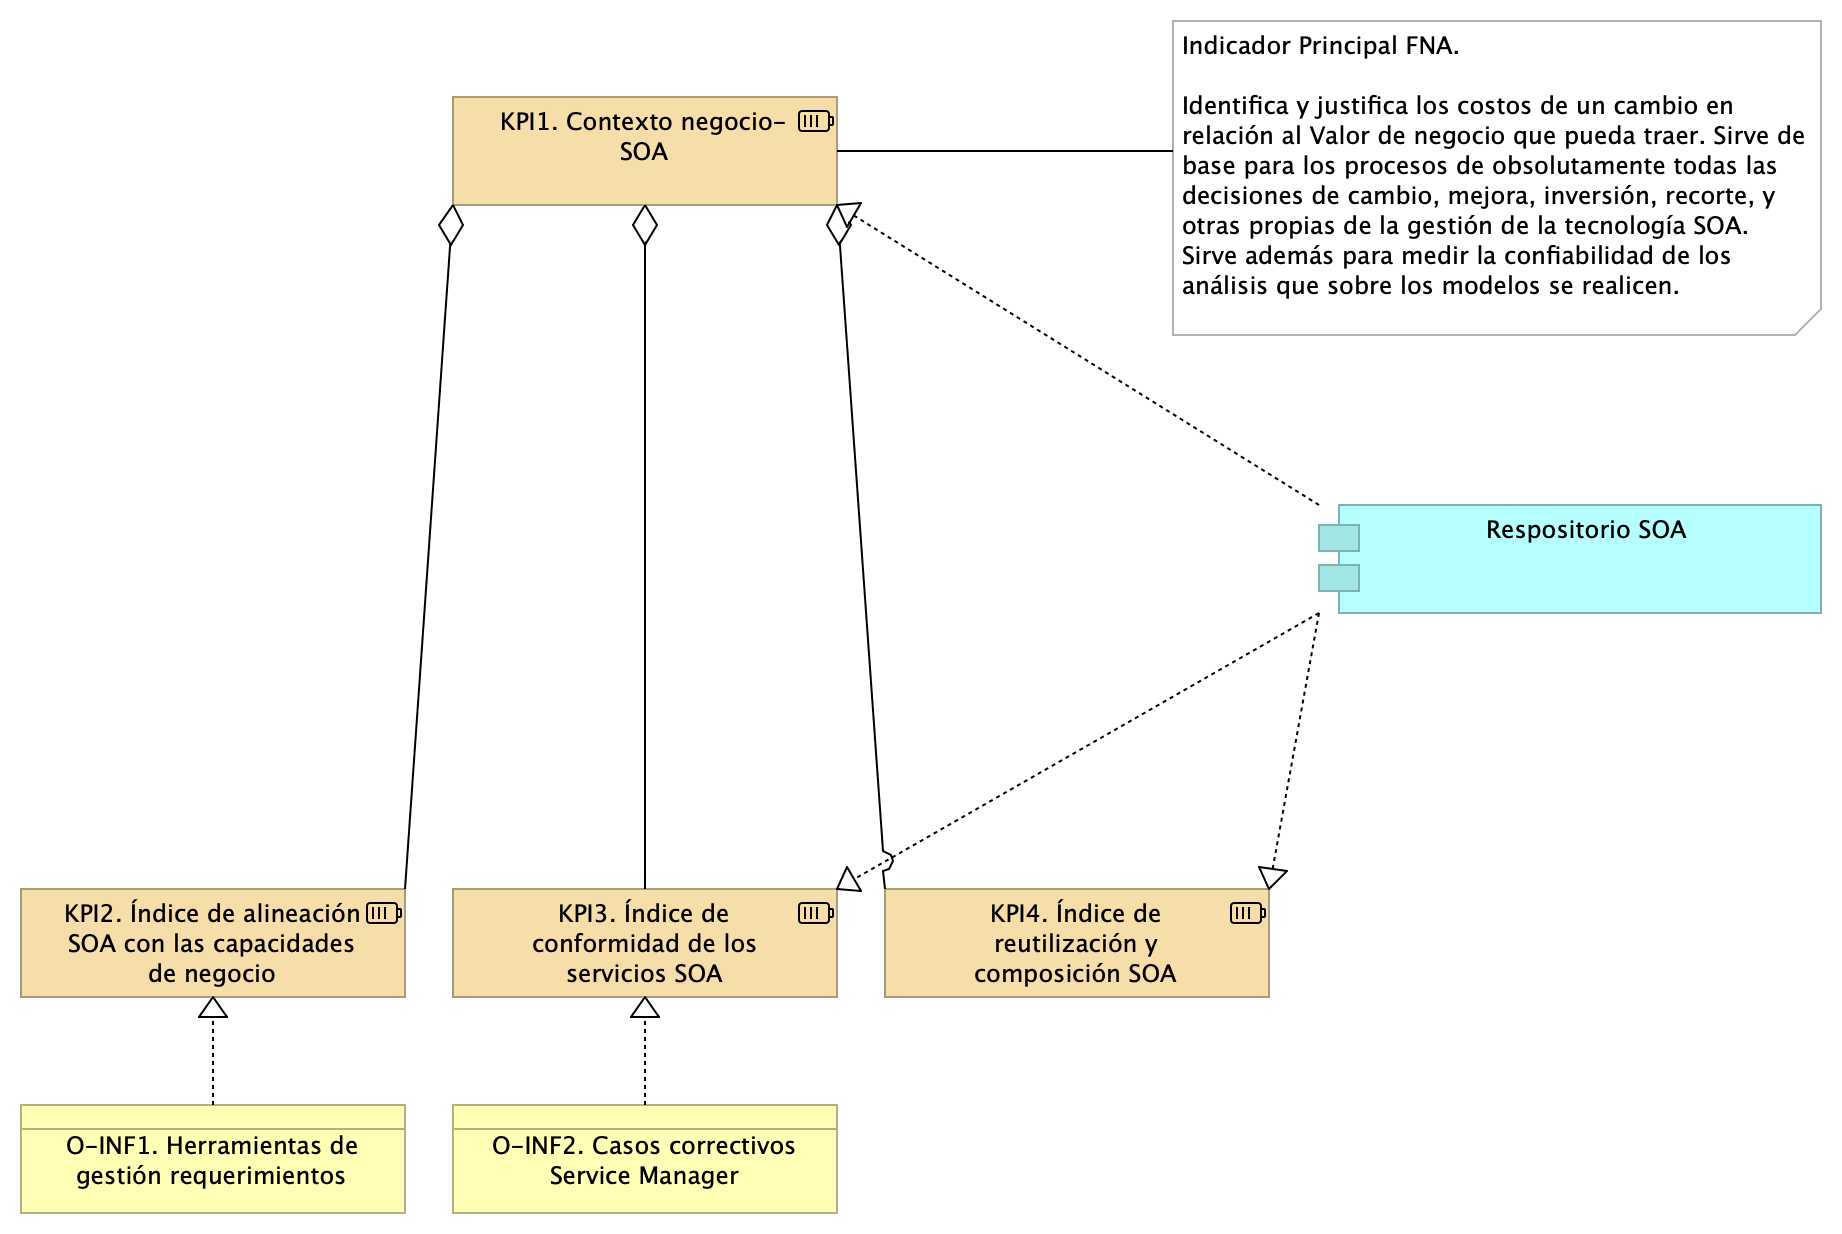 Indicador Principal FNA.
Identifica y justifica los costos de un cambio en
relación al Valor de negocio que pueda traer. Sirve de
base para los procesos de obsolutamente todas las
decisiones de cambio, mejora, inversión, recorte, y
otras propias de la gestión de la tecnología SOA.
Sirve además para medir la confiabilidad de los
análisis que sobre los modelos se realicen.
KPI1. Contexto negocio-
SOA
Respositorio SOA
KPI2. Índice de alineación
SOA con las capacidades
de negocio
KPI3. Índice de
conformidad de los
servicios SOA
KPI4. Índice de
reutilización y
composición SOA
O-INF1. Herramientas de
gestión requerimientos
O-INF2. Casos correctivos
Service Manager